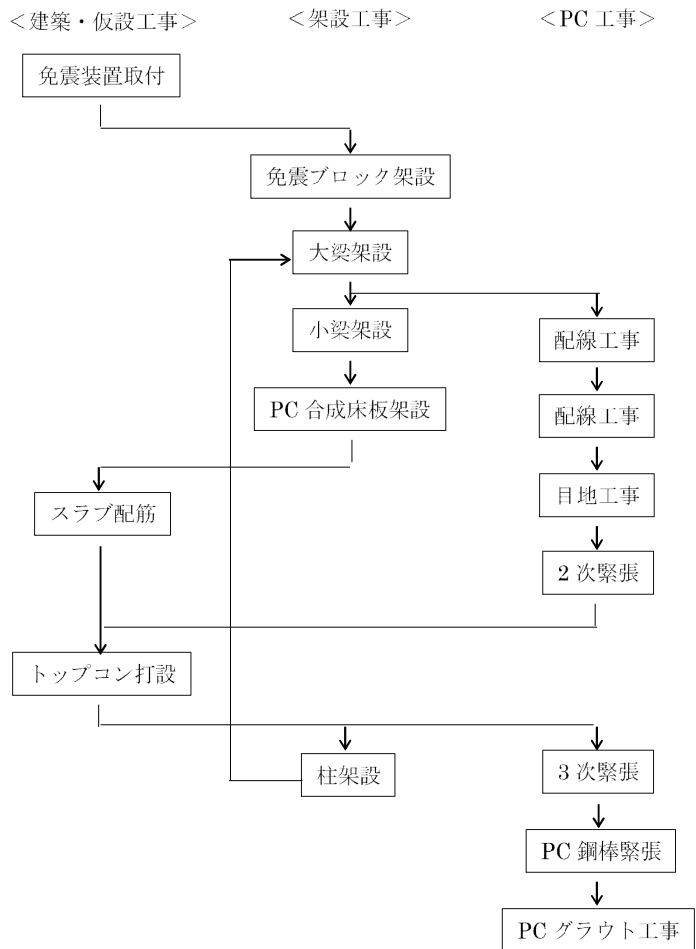 ＜建築・仮設工事＞
＜架設工事＞
＜PC 工事＞
免震装置取付
免震ブロック架設
大梁架設
小梁架設
配線工事
PC 合成床板架設
配線工事
スラブ配筋
目地工事
2 次緊張
トップコン打設
柱架設
3 次緊張
PC 鋼棒緊張
PC グラウト工事